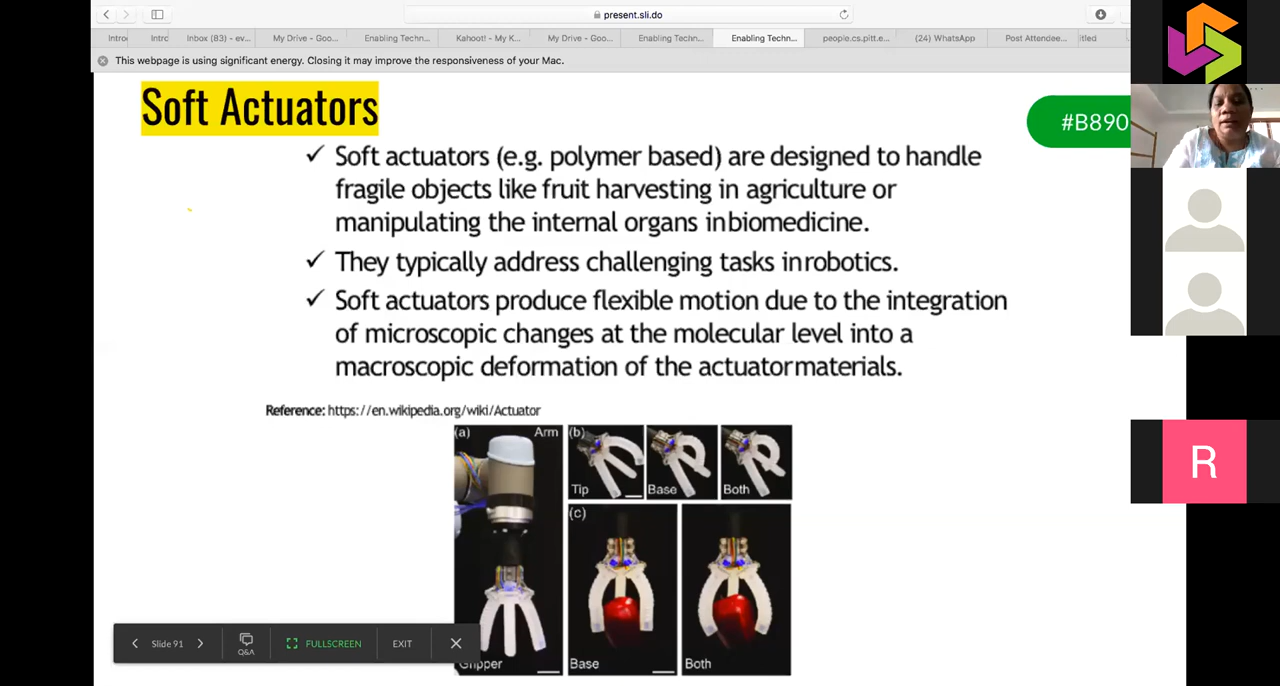 present.sli.do
Introc
Intro
Inbox (83) - ev...
My Drive - Goo...
Enabling Techn...
Kahoot! - My K...
My Drive - Goo...
Enabling Techn...
Enabling Techn...
people.cs.pitt.e...
(24) WhatsApp
Post Attendee...
titled
This webpage is using significant energy. Closing it may improve the responsiveness of your Mac.
Soft Actuators
#B890
✓ Soft actuators (e.g. polymer based) are designed to handle
fragile objects like fruit harvesting in agriculture or
manipulating the internal organs inbiomedicine.
✓ They typically address challenging tasks inrobotics.
✓ Soft actuators produce flexible motion due to the integration
of microscopic changes at the molecular level into a
macroscopic deformation of the actuatormaterials.
Reference: https://en.wikipedia.org/wiki/Actuator
(a) Arm
(b)
Tip
Base
Both
(c)
Gripper
Base
Both
Slide 91
Q&A
FULLSCREEN
EXIT
R